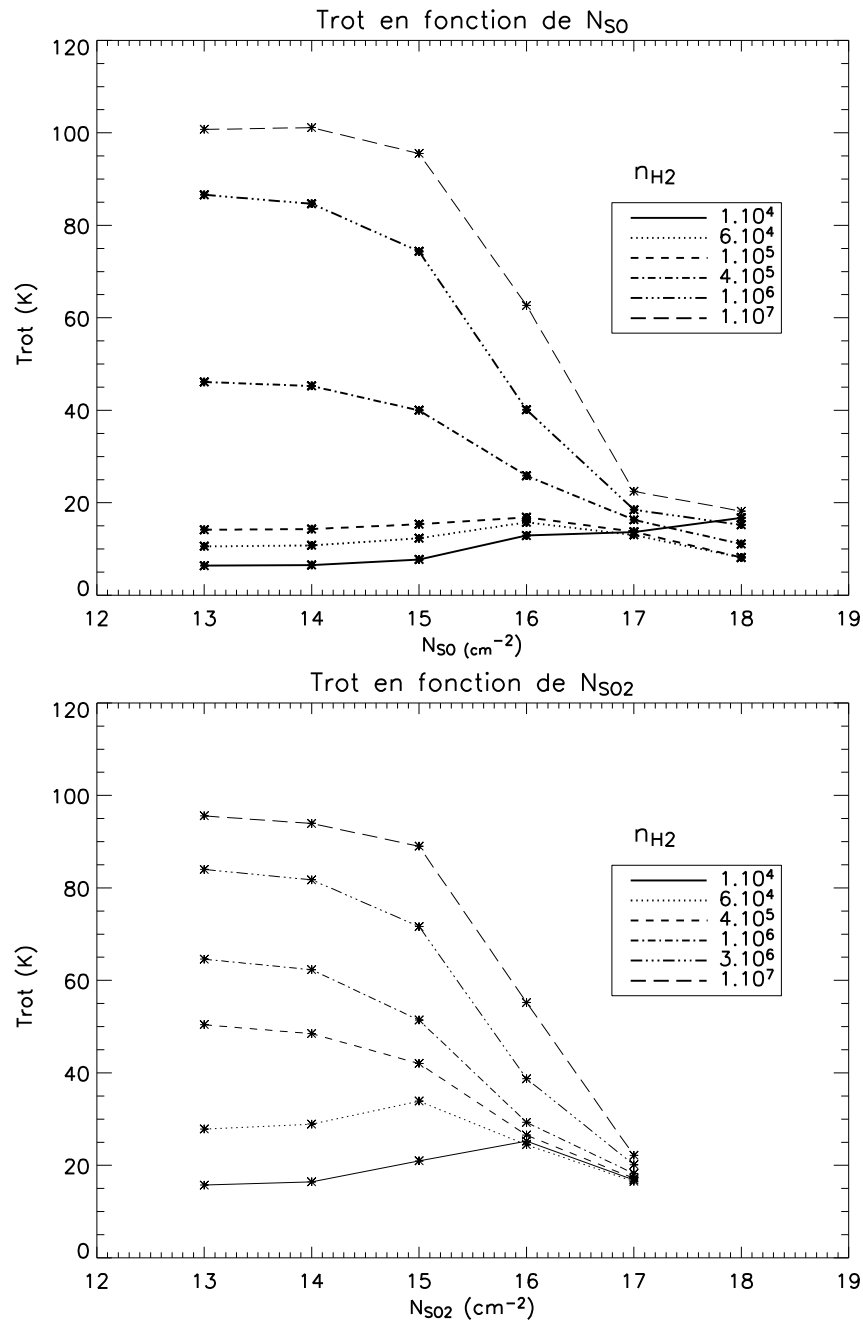 Trot en fonction de N_SO
120
100
80
60
40
20
0
Trot (K)
n_H2
1.10^4
6.10^4
1.10^5
4.10^5
1.10^6
1.10^7
12 13 14 15 16 17 18 19
N_SO (cm^-2)
Trot en fonction de N_SO2
120
100
80
60
40
20
0
Trot (K)
n_H2
1.10^4
6.10^4
4.10^5
1.10^6
3.10^6
1.10^7
12 13 14 15 16 17 18 19
N_SO2 (cm^-2)